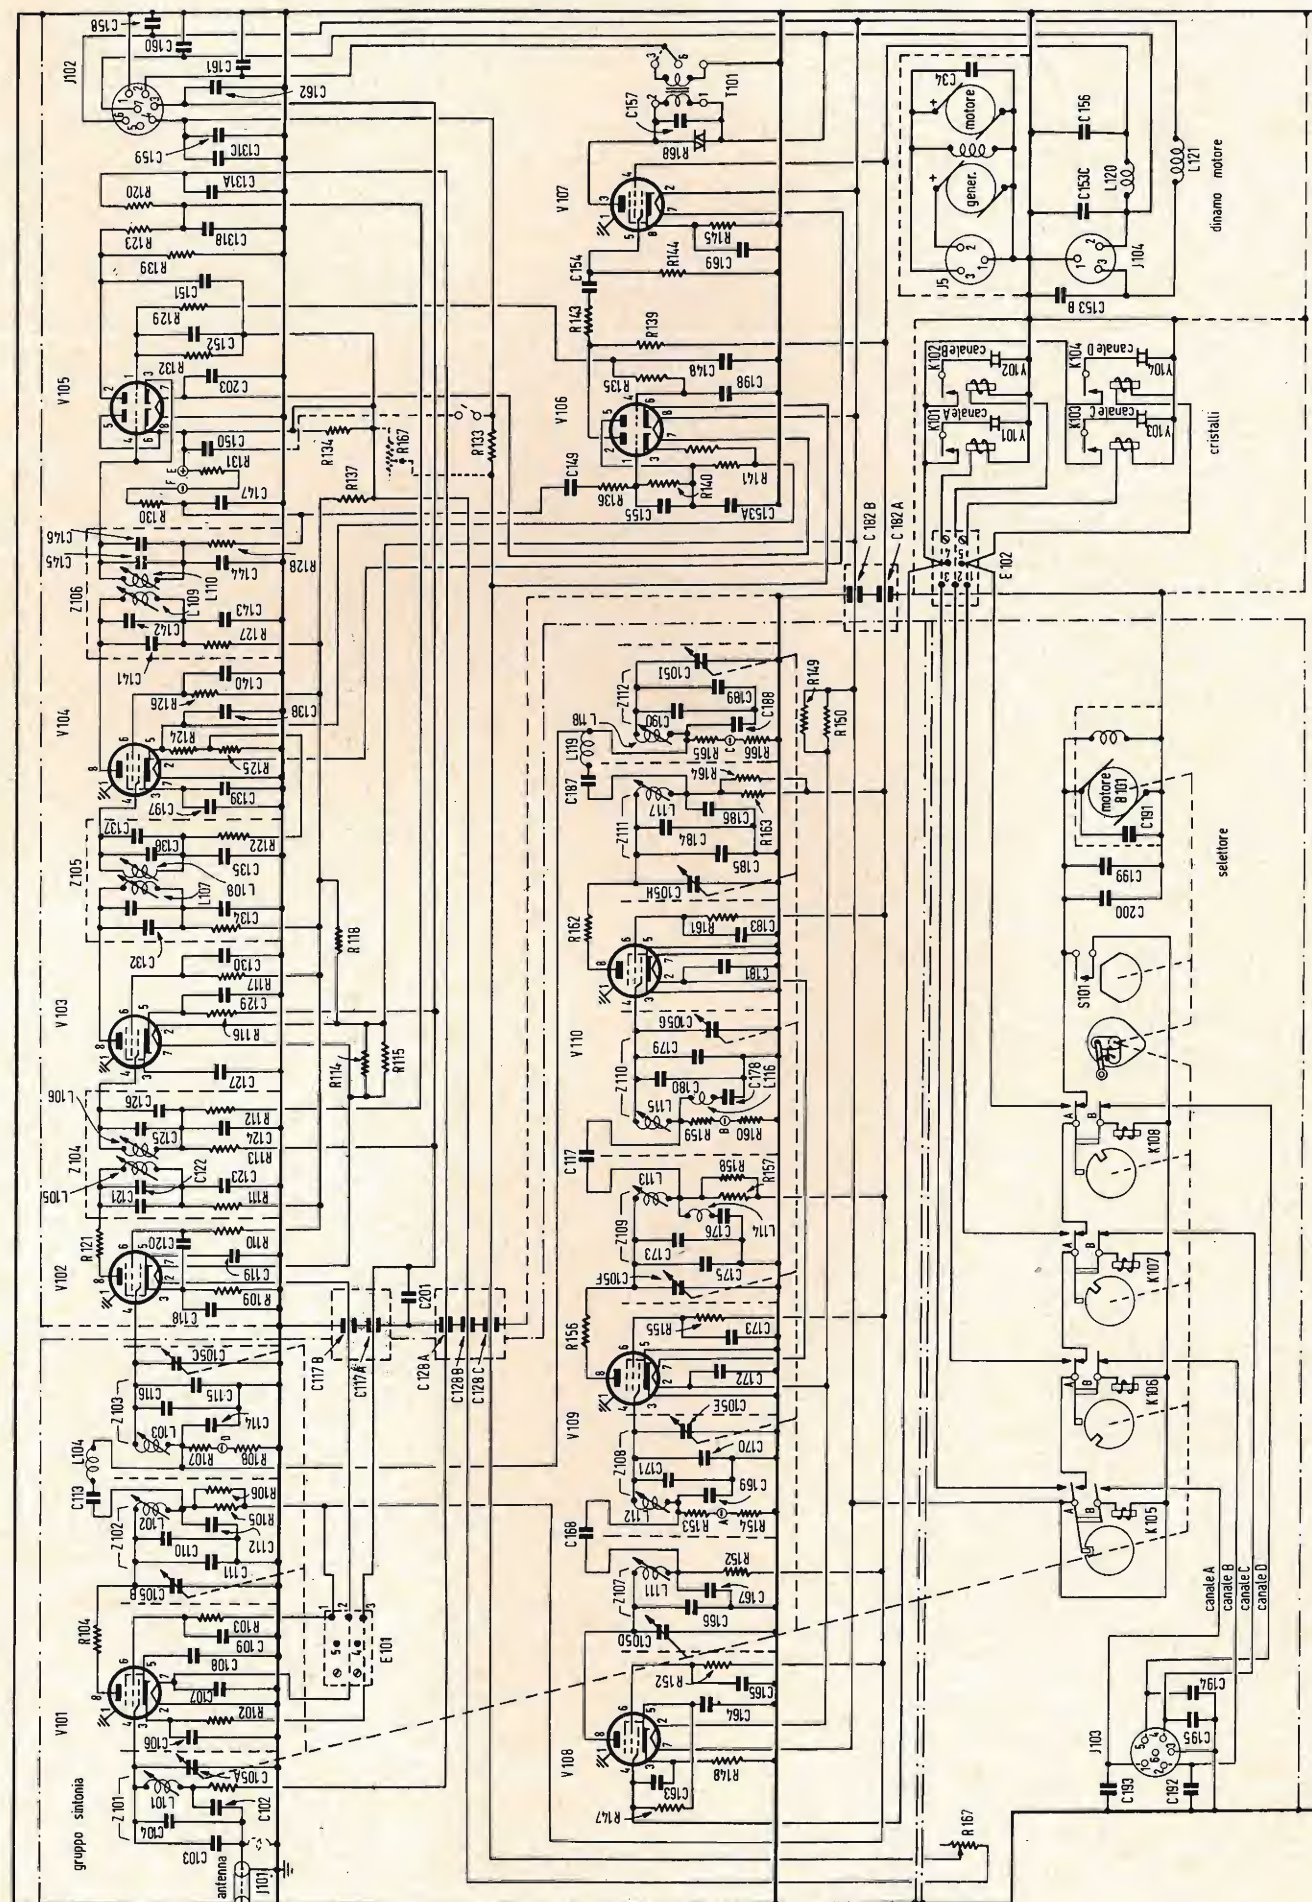 gruppo sintonia
antenna
J101
C103
C104
Z101
L101
C102
C105A
V101
C106
R102
C107
C108
C109
R103
R104
E101
C105B
Z102
L102
C110
C111
C112
R105
R106
C113
L104
Z103
L103
R107
R108
D
C114
C115
C116
C105C
V102
C118
R109
C119
R110
C120
R121
C117B
C117A
C128A
C128B
C128C
C201
Z104
L105
L106
C121
C122
R111
C123
R113
C124
R112
C125
C126
V103
C127
R116
C129
R117
C130
R114
R115
R118
Z105
C132
C134
L107
L108
C135
C136
C137
R122
V104
C197
C139
R124
R125
R126
C138
C140
Z106
C141
C142
R127
C143
L109
L110
C144
C145
C146
R128
R130
C147
F
E
R131
C150
V105
C203
R132
C152
R129
C151
R139
R123
C131B
R120
C131A
C131C
C159
C162
J102
C161
C160
C158
R137
R134
R167
R133
V108
R147
C163
R148
C164
C165
R152
C105D
Z107
L111
C166
C167
R152
C168
Z108
L112
R153
A
R154
C169
C170
C171
C105E
V109
C172
C173
R155
R156
C105F
Z109
C173
C175
C176
L113
L114
R157
R158
C117
Z110
L115
R159
B
R160
C180
C178
L116
C179
C105G
V110
C181
R161
C183
R162
C105H
Z111
C184
C185
C186
L117
R163
R164
C187
L119
L118
Z112
R165
C
R166
C190
C188
C189
C105I
R149
R150
C182 B
C182 A
C149
R136
C155
R140
C153A
R141
V106
R135
C198
C148
R139
R143
C154
V107
R144
C169
R145
R168
C157
T101
R167
J103
C193
C192
C195
C194
canale A
canale B
canale C
canale D
K105
K106
K107
K108
S101
selettore
C200
C199
C191
motore
B101
E102
cristalli
K101
canale A
Y101
K102
canale B
Y102
K103
canale C
Y103
K104
canale D
Y104
J5
gener.
motore
C34
C153B
J104
C153C
L120
C156
L121
dinamo motore